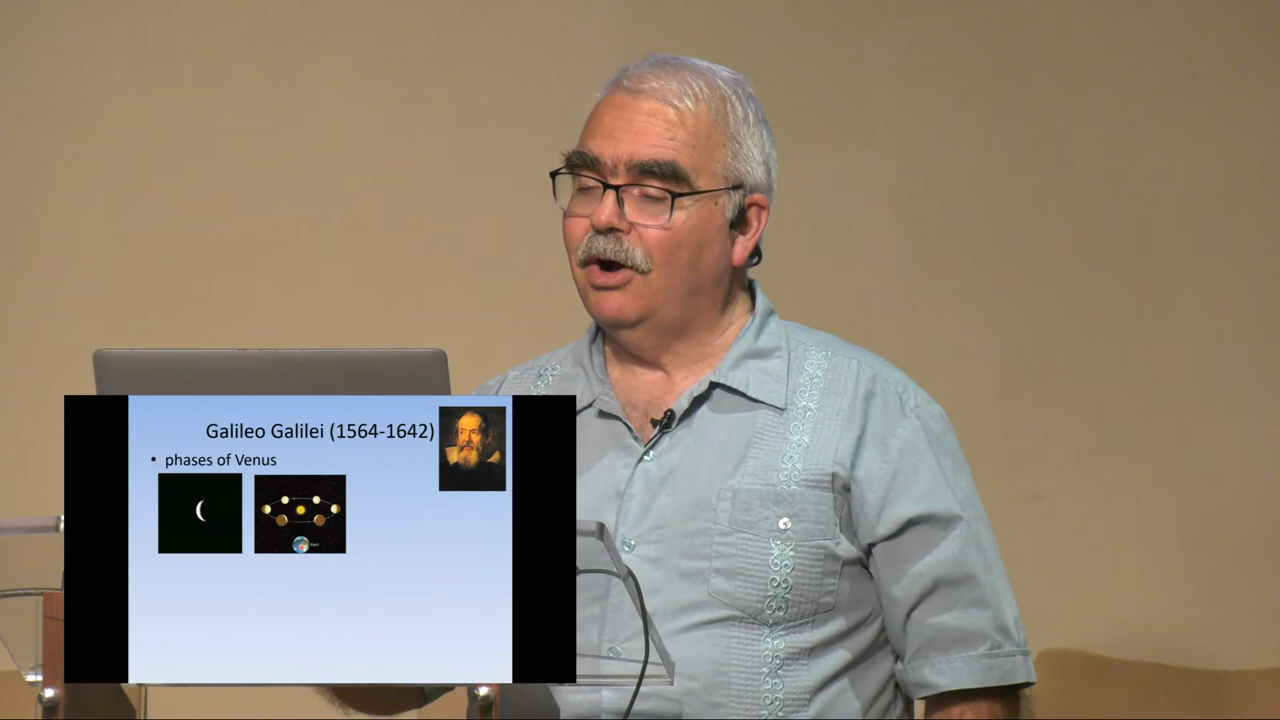 Galileo Galilei (1564-1642)
• phases of Venus